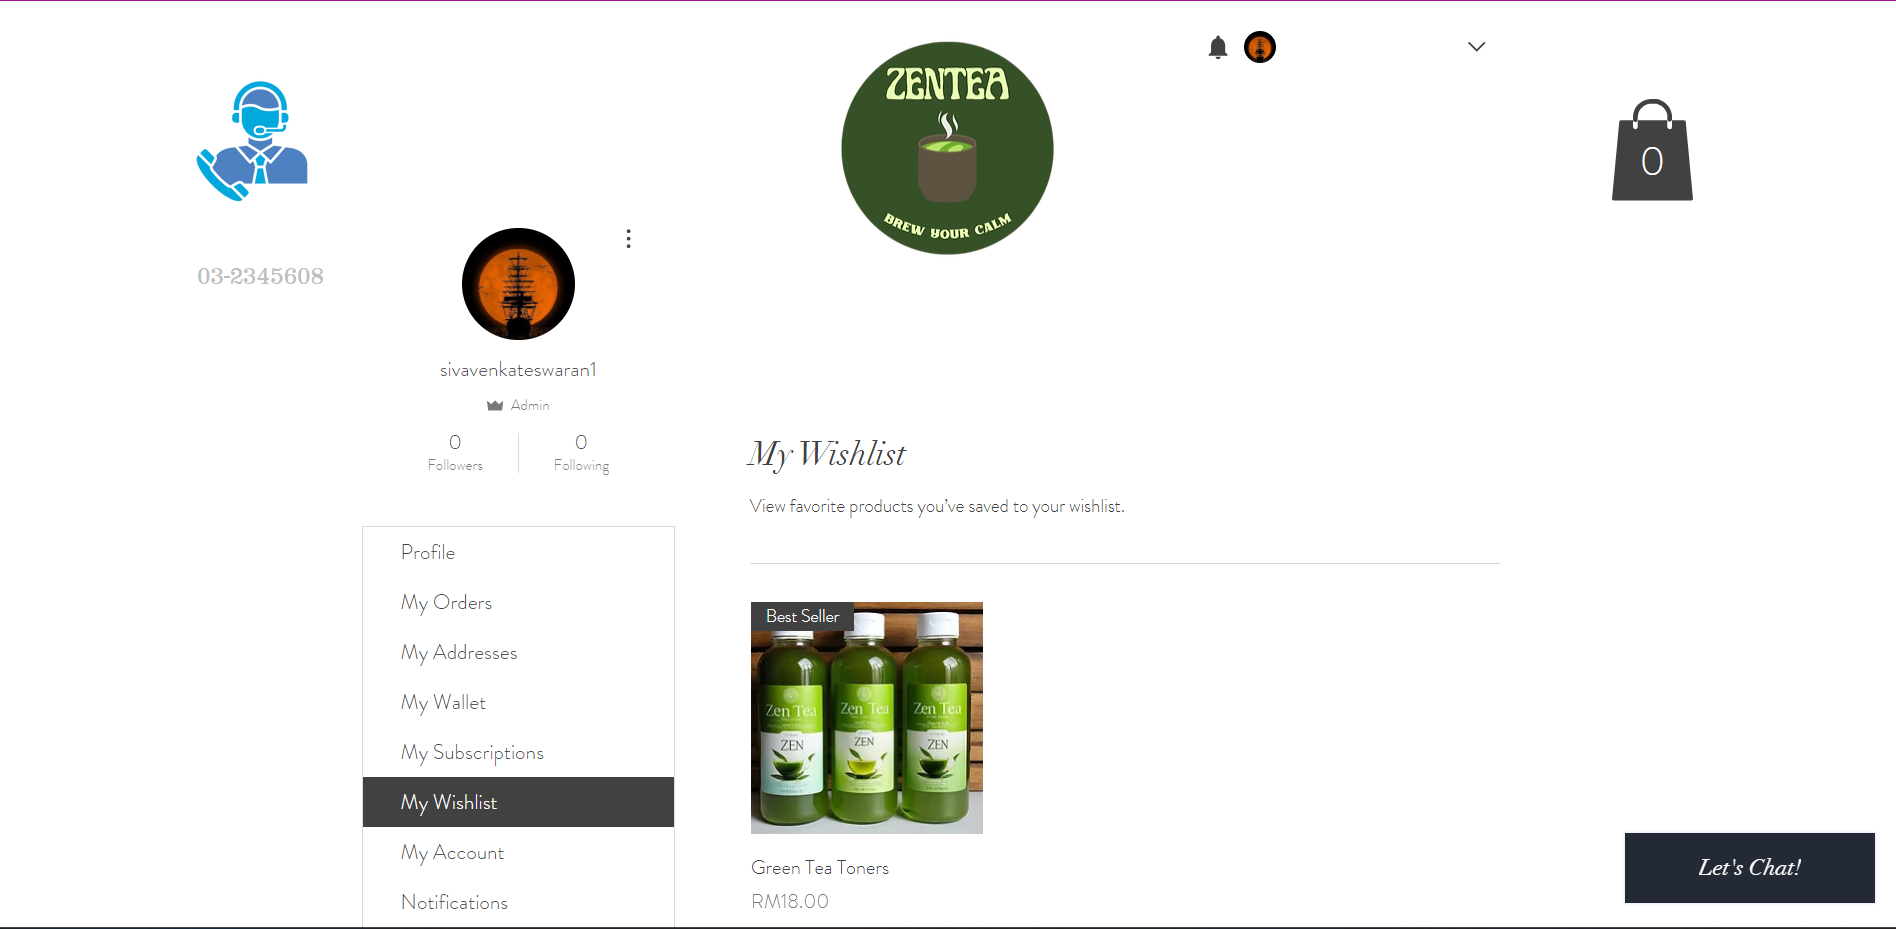 ZENTEA
BREW YOUR CALM
0
03-2345608
sivavenkateswaran1
Admin
0
Followers
0
Following
Profile
My Orders
My Addresses
My Wallet
My Subscriptions
My Wishlist
My Account
Notifications
My Wishlist
View favorite products you’ve saved to your wishlist.
Best Seller
Zen Tea
ZEN
Zen Tea
ZEN
Zen Tea
ZEN
Green Tea Toners
RM18.00
Let's Chat!